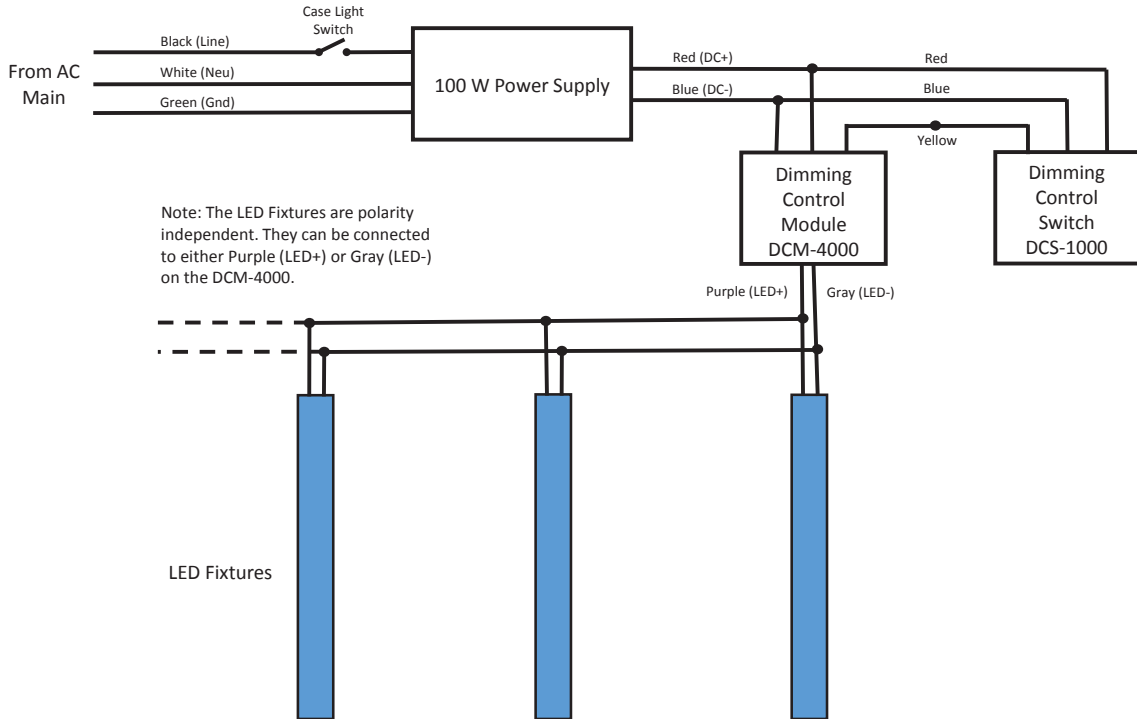 Case Light
Switch
Black (Line)
From AC
Main
White (Neu)
Green (Gnd)
100 W Power Supply
Red (DC+)
Red
Blue (DC-)
Blue
Yellow
Dimming
Control
Module
DCM-4000
Dimming
Control
Switch
DCS-1000
Note: The LED Fixtures are polarity
independent. They can be connected
to either Purple (LED+) or Gray (LED-)
on the DCM-4000.
Purple (LED+)
Gray (LED-)
LED Fixtures